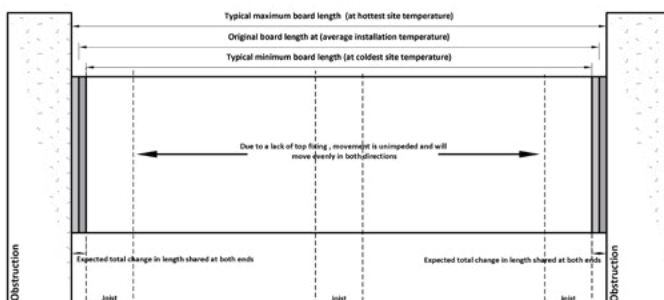 Typical maximum board length (at hottest site temperature)
Original board length at (average installation temperature)
Typical minimum board length (at coldest site temperature)
Due to a lack of top fixing , movement is unimpeded and will
move evenly in both directions
Expected total change in length shared at both ends
Expected total change in length shared at both ends
Obstruction
Obstruction
Joist
Joist
Joist